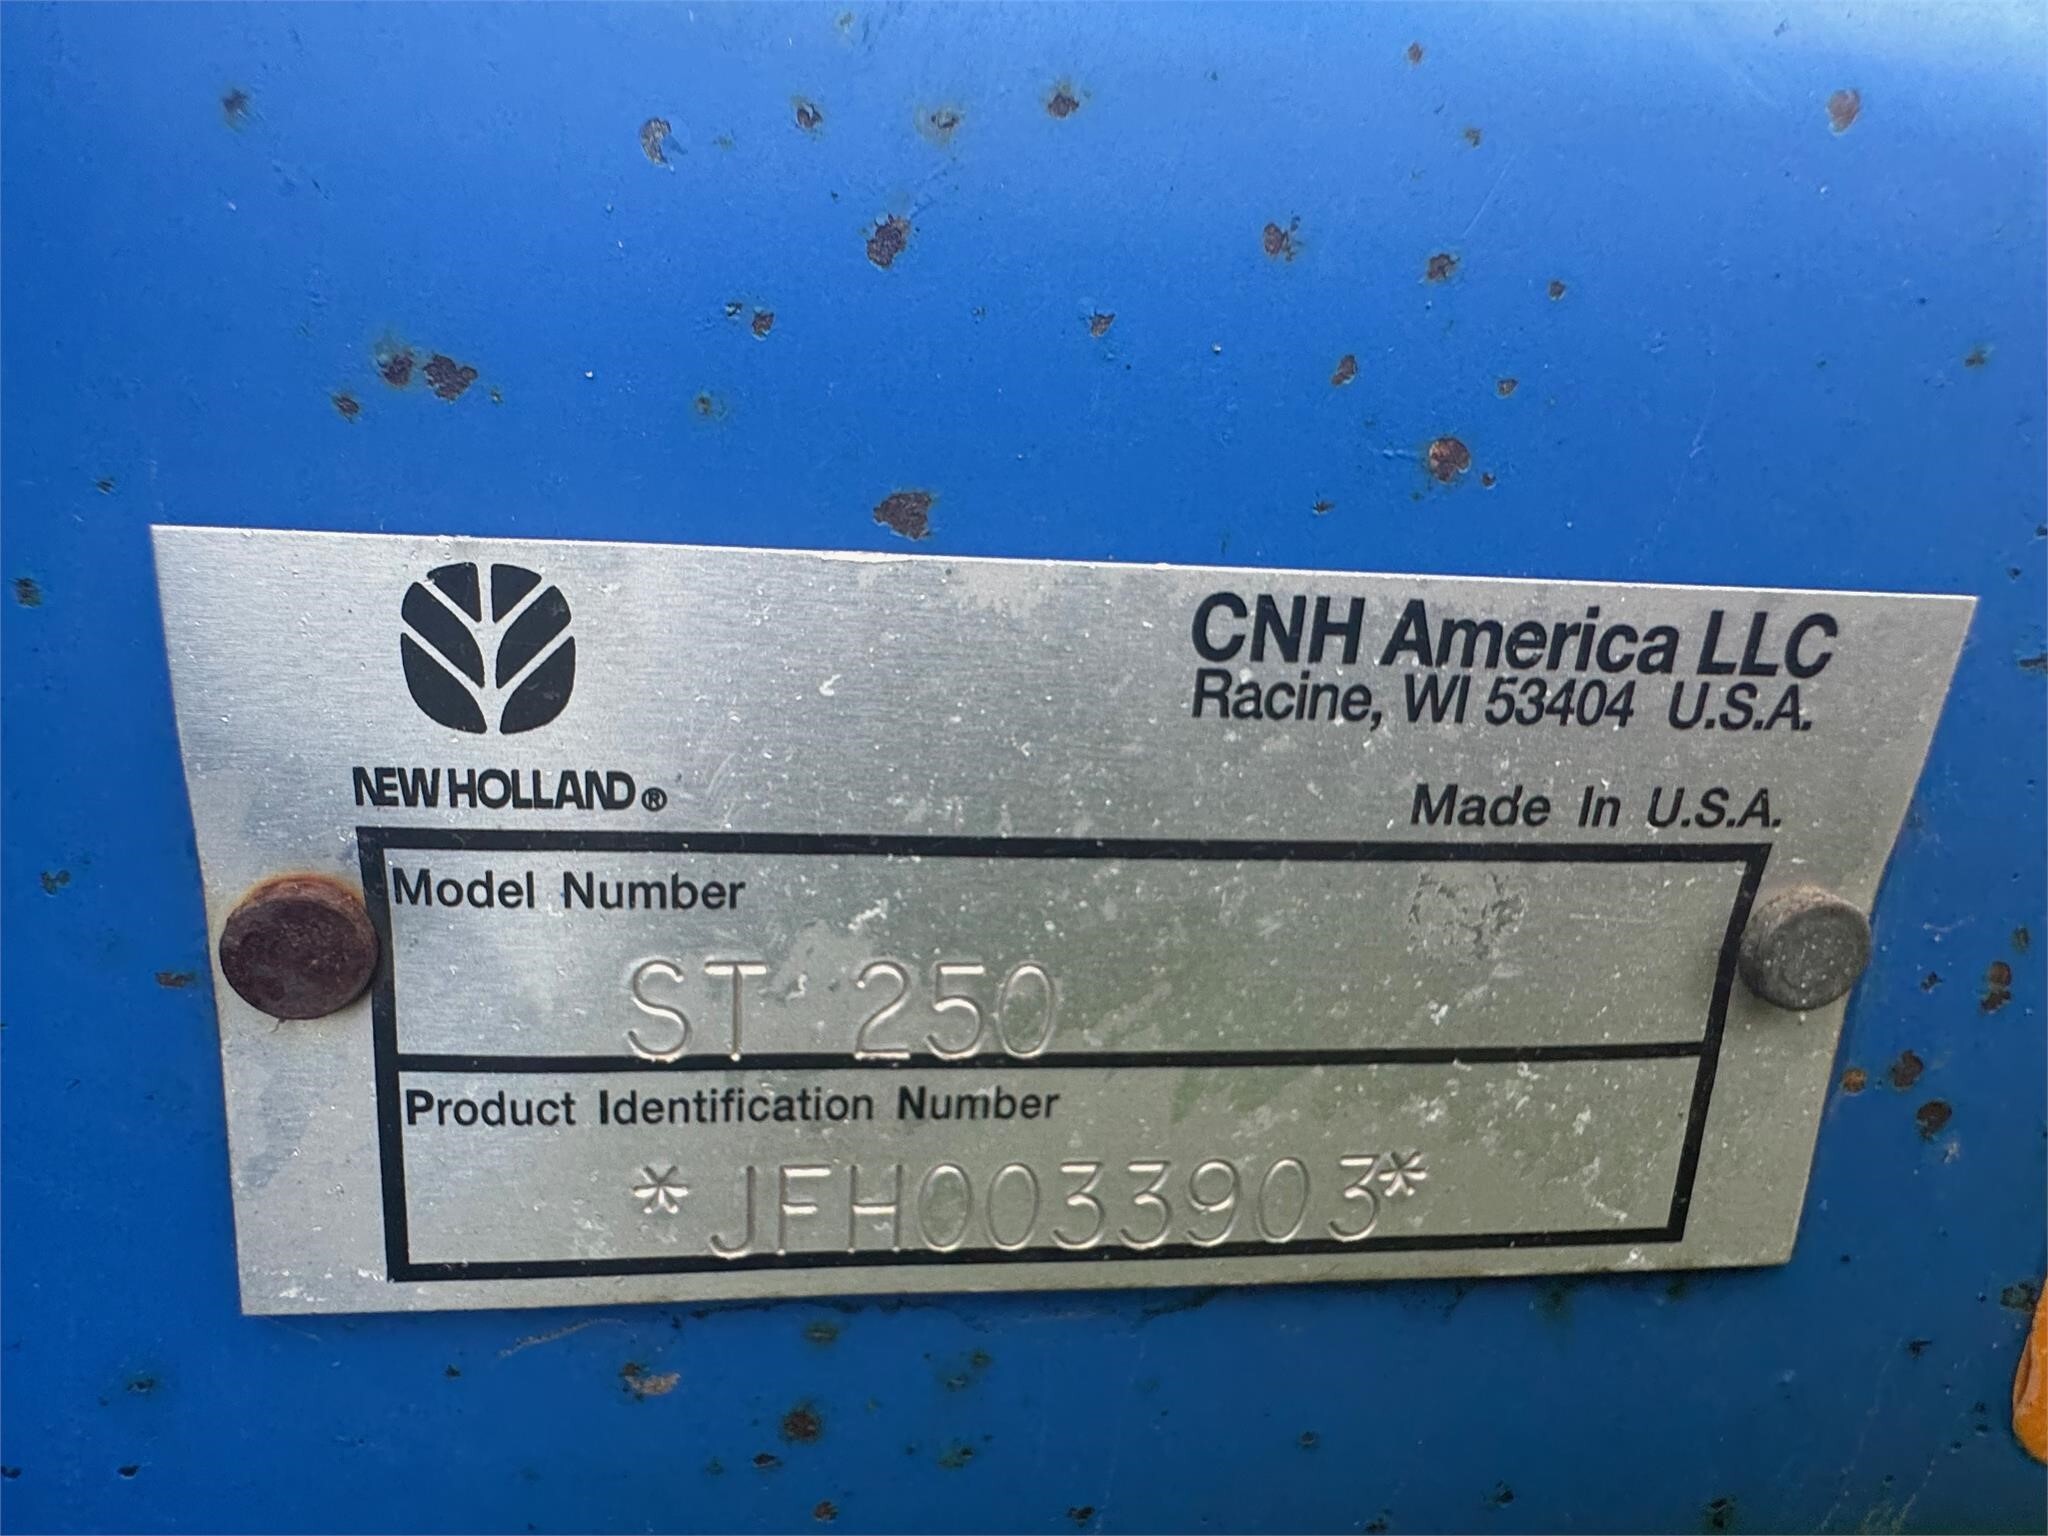 CNH America LLC
Racine, WI 53404 U.S.A.
NEW HOLLAND®
Made In U.S.A.
Model Number
ST 250
Product Identification Number
*JFH0033903*